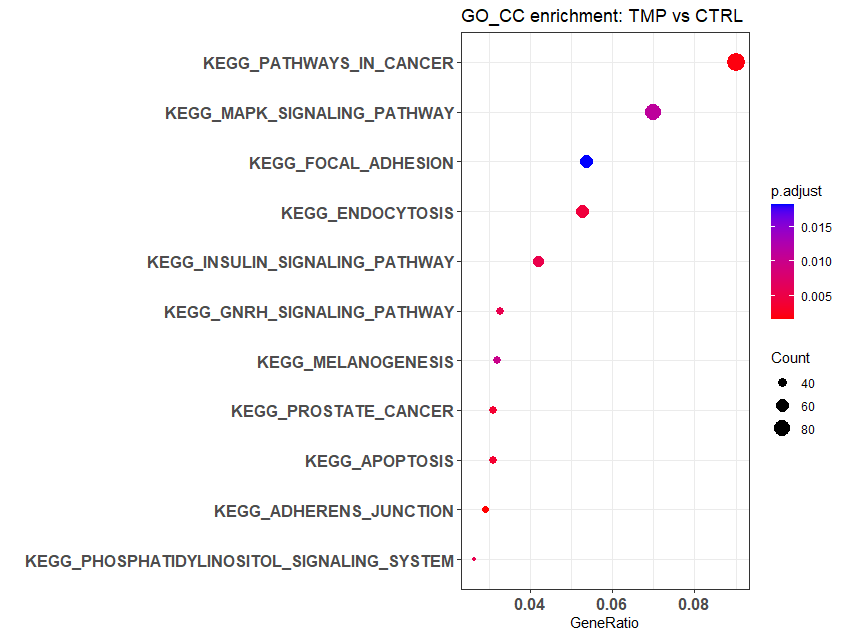 GO_CC enrichment: TMP vs CTRL
KEGG_PATHWAYS_IN_CANCER
KEGG_MAPK_SIGNALING_PATHWAY
KEGG_FOCAL_ADHESION
KEGG_ENDOCYTOSIS
KEGG_INSULIN_SIGNALING_PATHWAY
KEGG_GNRH_SIGNALING_PATHWAY
KEGG_MELANOGENESIS
KEGG_PROSTATE_CANCER
KEGG_APOPTOSIS
KEGG_ADHERENS_JUNCTION
KEGG_PHOSPHATIDYLINOSITOL_SIGNALING_SYSTEM
0.04 0.06 0.08
GeneRatio
p.adjust
0.015
0.010
0.005
Count
40
60
80